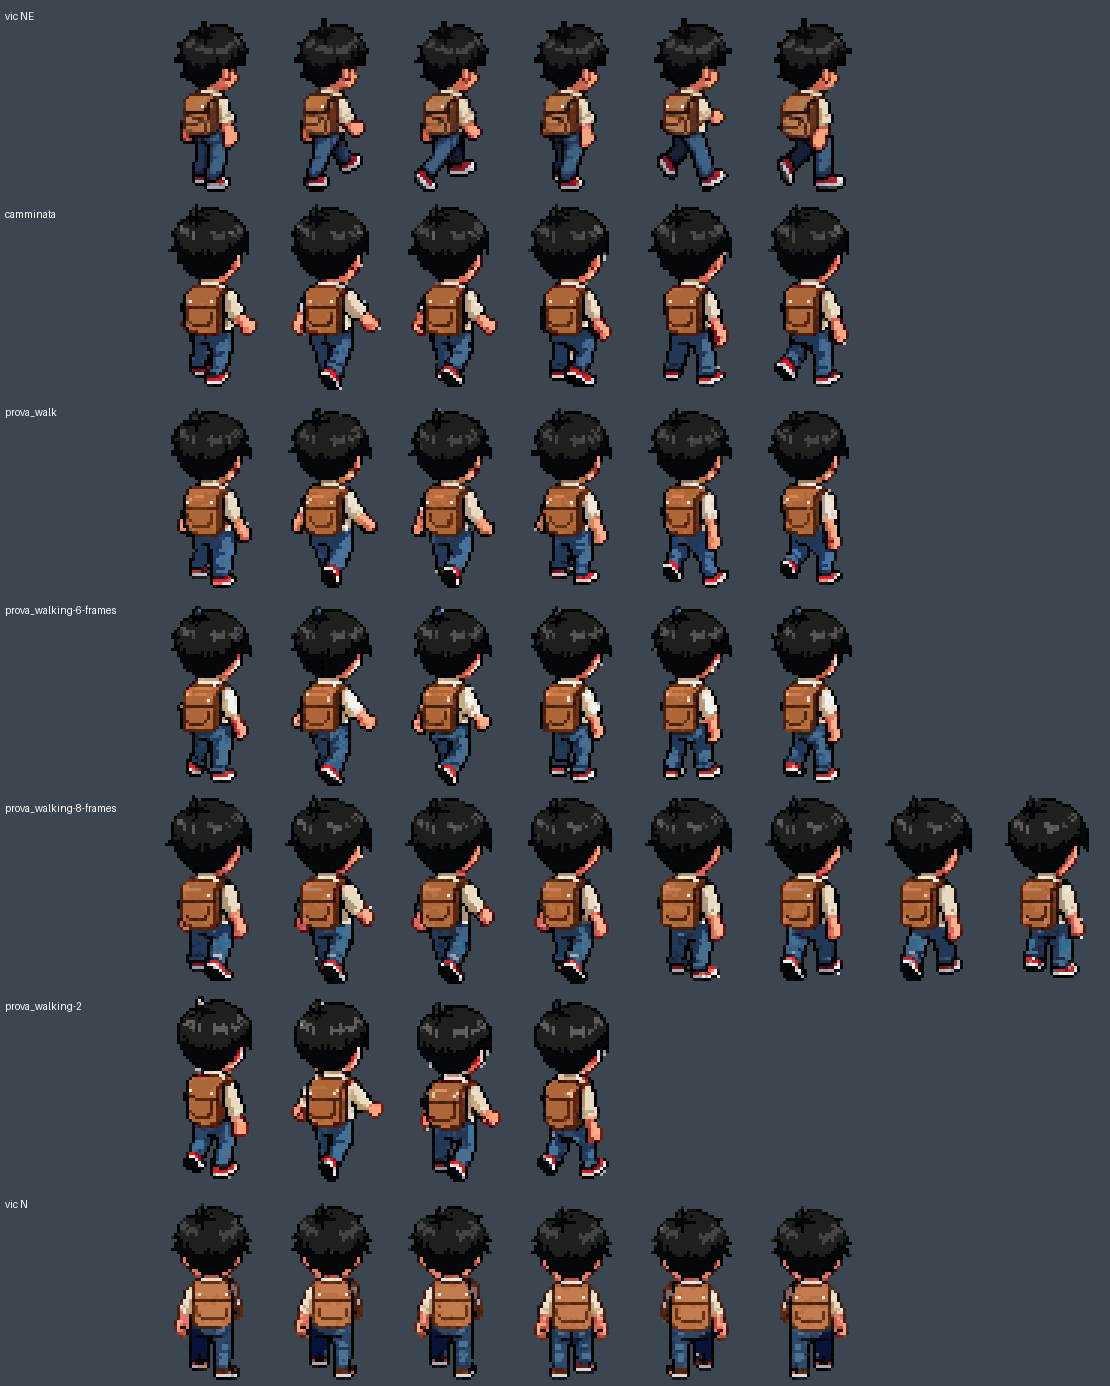 vic NE
camminata
prova_walk
prova_walking-6-frames
prova_walking-8-frames
prova_walking-2
vic N